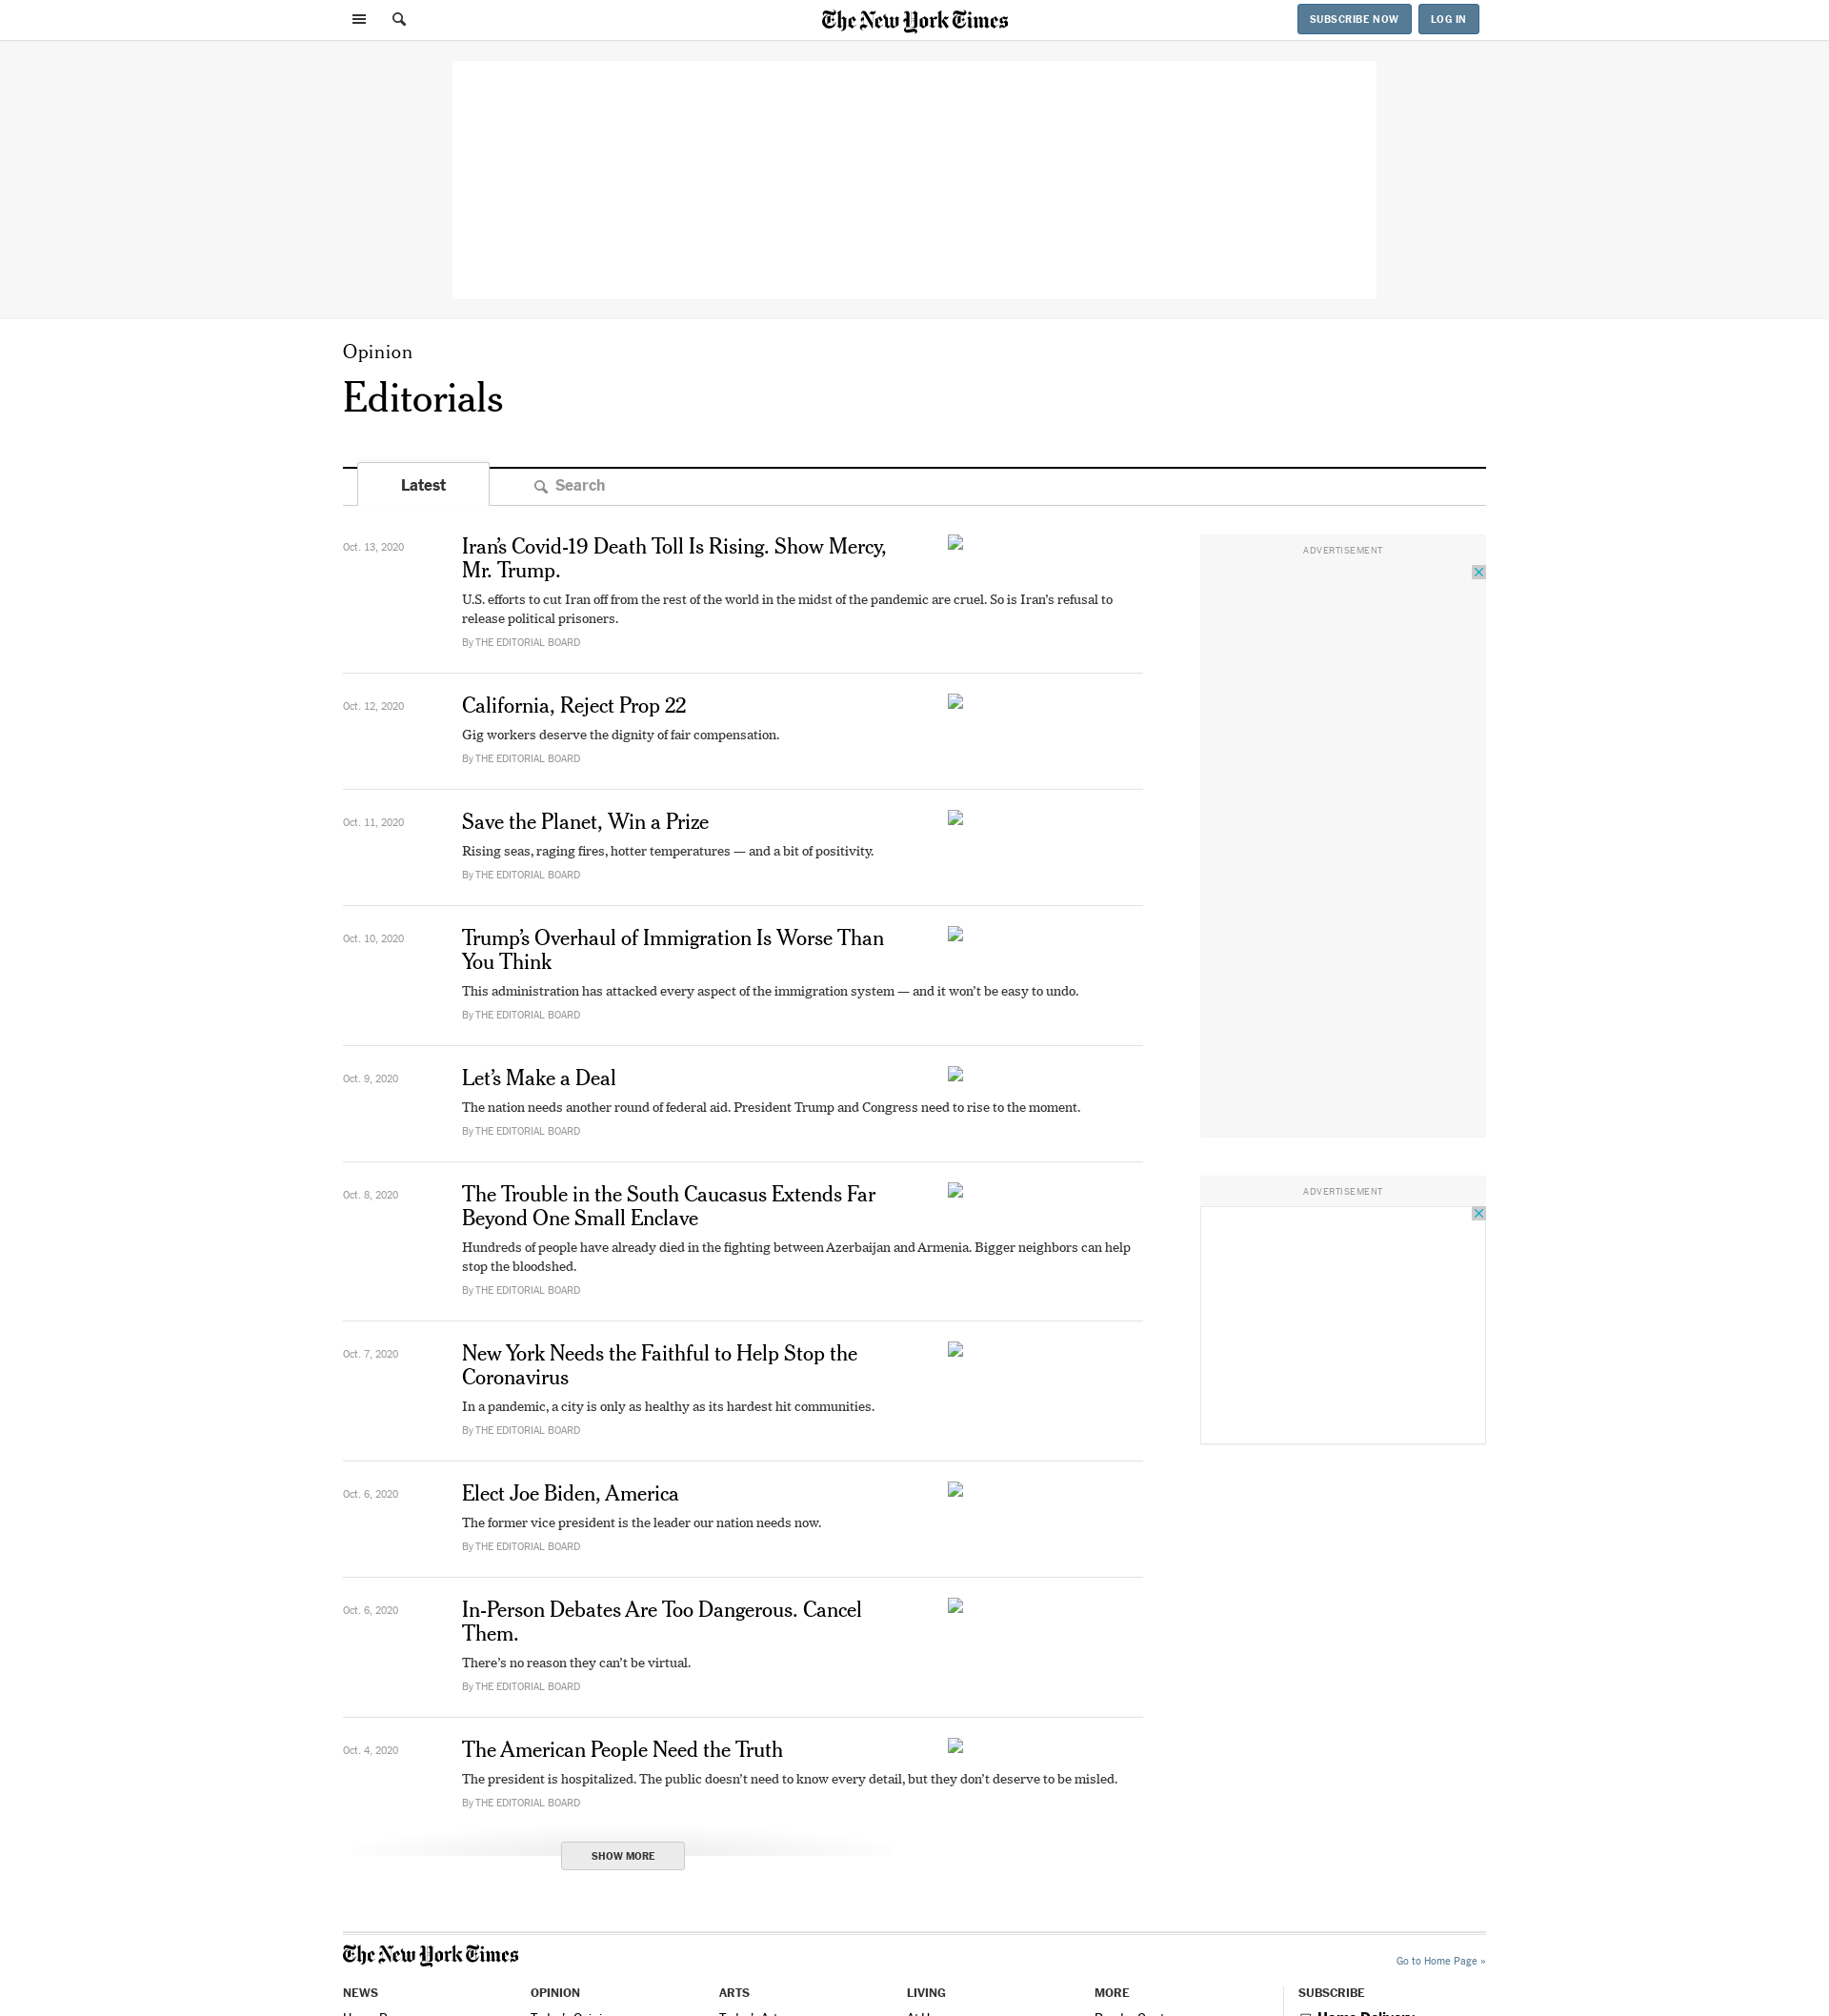 The New York Times
SUBSCRIBE NOW
LOG IN
Opinion
Editorials
Latest
Search
Oct. 13, 2020
Iran’s Covid-19 Death Toll Is Rising. Show Mercy,
Mr. Trump.
U.S. efforts to cut Iran off from the rest of the world in the midst of the pandemic are cruel. So is Iran’s refusal to
release political prisoners.
By THE EDITORIAL BOARD
Oct. 12, 2020
California, Reject Prop 22
Gig workers deserve the dignity of fair compensation.
By THE EDITORIAL BOARD
Oct. 11, 2020
Save the Planet, Win a Prize
Rising seas, raging fires, hotter temperatures — and a bit of positivity.
By THE EDITORIAL BOARD
Oct. 10, 2020
Trump’s Overhaul of Immigration Is Worse Than
You Think
This administration has attacked every aspect of the immigration system — and it won’t be easy to undo.
By THE EDITORIAL BOARD
Oct. 9, 2020
Let’s Make a Deal
The nation needs another round of federal aid. President Trump and Congress need to rise to the moment.
By THE EDITORIAL BOARD
Oct. 8, 2020
The Trouble in the South Caucasus Extends Far
Beyond One Small Enclave
Hundreds of people have already died in the fighting between Azerbaijan and Armenia. Bigger neighbors can help
stop the bloodshed.
By THE EDITORIAL BOARD
Oct. 7, 2020
New York Needs the Faithful to Help Stop the
Coronavirus
In a pandemic, a city is only as healthy as its hardest hit communities.
By THE EDITORIAL BOARD
Oct. 6, 2020
Elect Joe Biden, America
The former vice president is the leader our nation needs now.
By THE EDITORIAL BOARD
Oct. 6, 2020
In-Person Debates Are Too Dangerous. Cancel
Them.
There’s no reason they can’t be virtual.
By THE EDITORIAL BOARD
Oct. 4, 2020
The American People Need the Truth
The president is hospitalized. The public doesn’t need to know every detail, but they don’t deserve to be misled.
By THE EDITORIAL BOARD
SHOW MORE
ADVERTISEMENT
ADVERTISEMENT
The New York Times
Go to Home Page »
NEWS
OPINION
ARTS
LIVING
MORE
SUBSCRIBE
Home Delivery